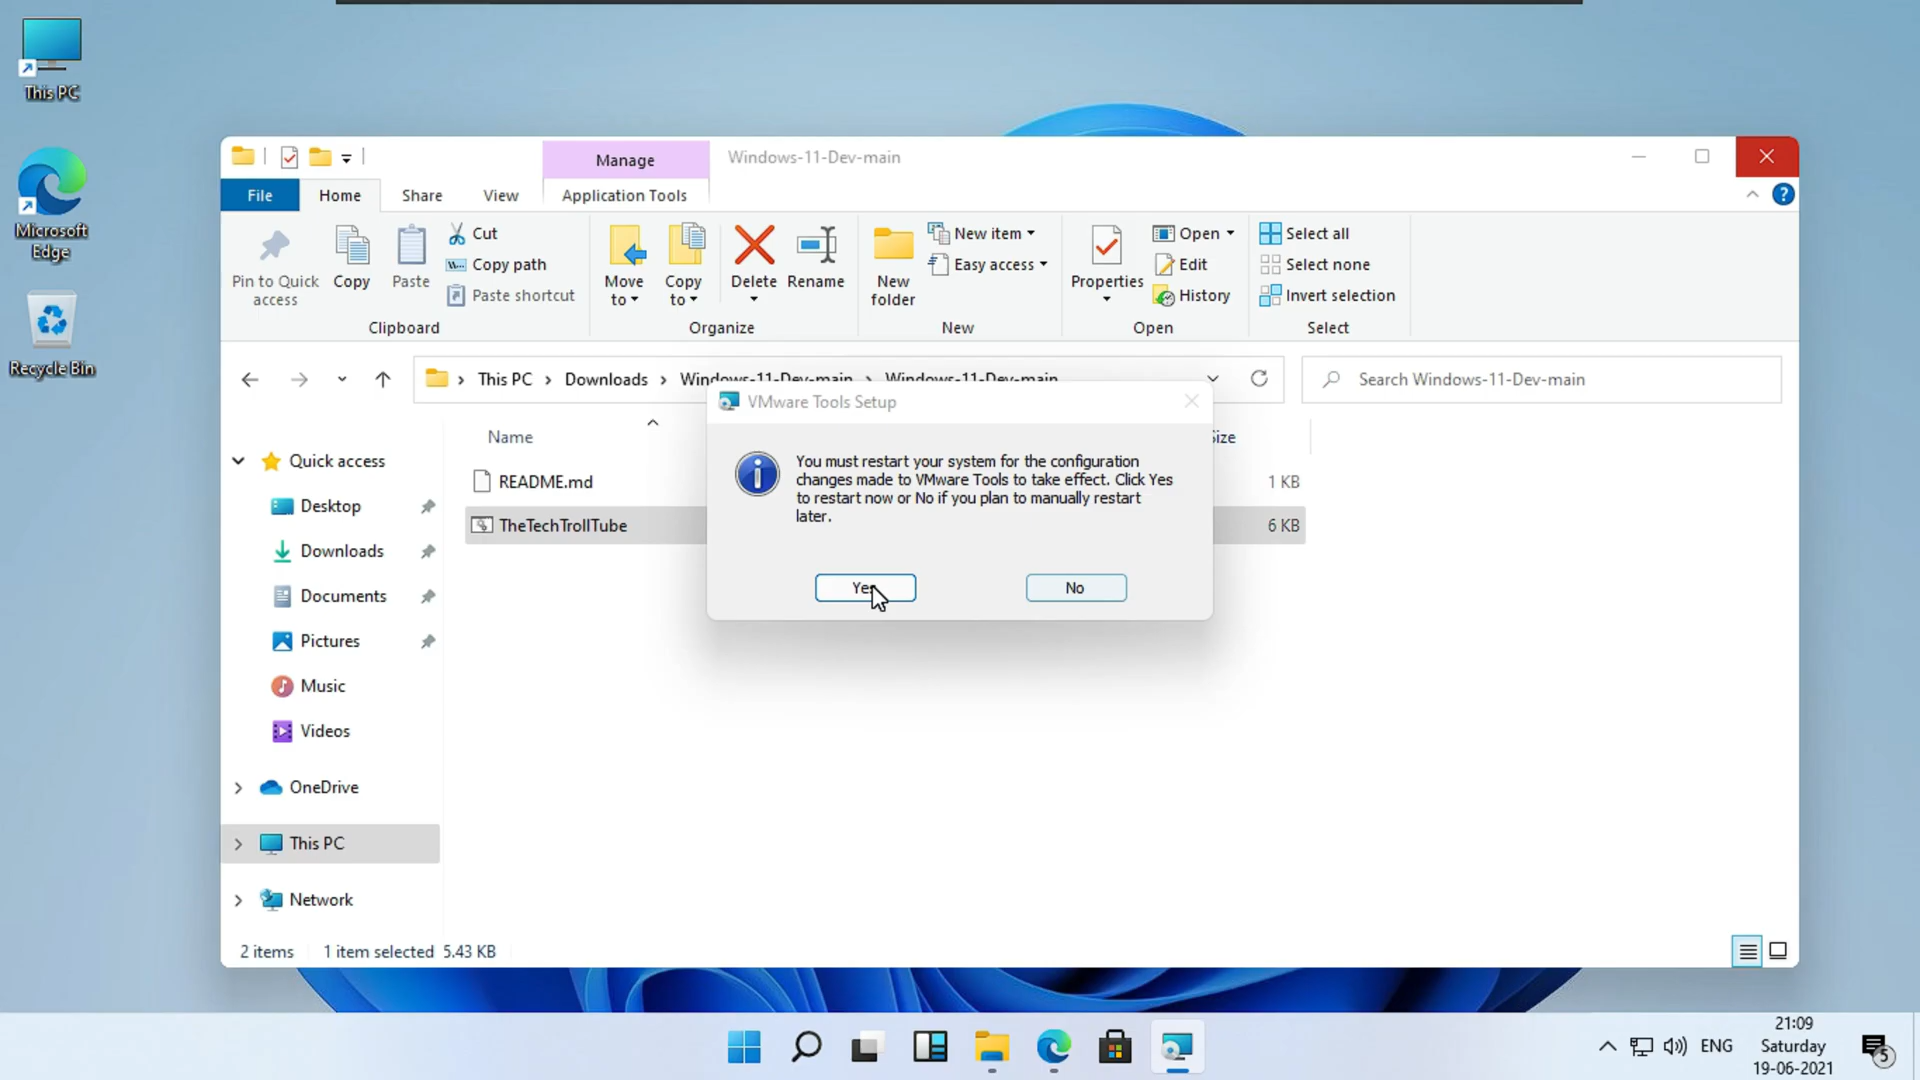 This PC
Microsoft
Edge
Recycle Bin
Manage
Windows-11-Dev-main
File
Home
Share
View
Application Tools
Pin to Quick
access
Copy
Paste
Cut
Copy path
Paste shortcut
Clipboard
Move
to
Copy
to
Delete
Rename
Organize
New
folder
New item
Easy access
New
Properties
Open
Edit
History
Open
Select all
Select none
Invert selection
Select
This PC
Downloads
Windows-11-Dev-main
Windows-11-Dev-main
Search Windows-11-Dev-main
Name
Size
README.md
1 KB
TheTechTrollTube
6 KB
VMware Tools Setup
You must restart your system for the configuration
changes made to VMware Tools to take effect. Click Yes
to restart now or No if you plan to manually restart
later.
Yes
No
Quick access
Desktop
Downloads
Documents
Pictures
Music
Videos
OneDrive
This PC
Network
2 items
1 item selected 5.43 KB
ENG
21:09
Saturday
19-06-2021
5